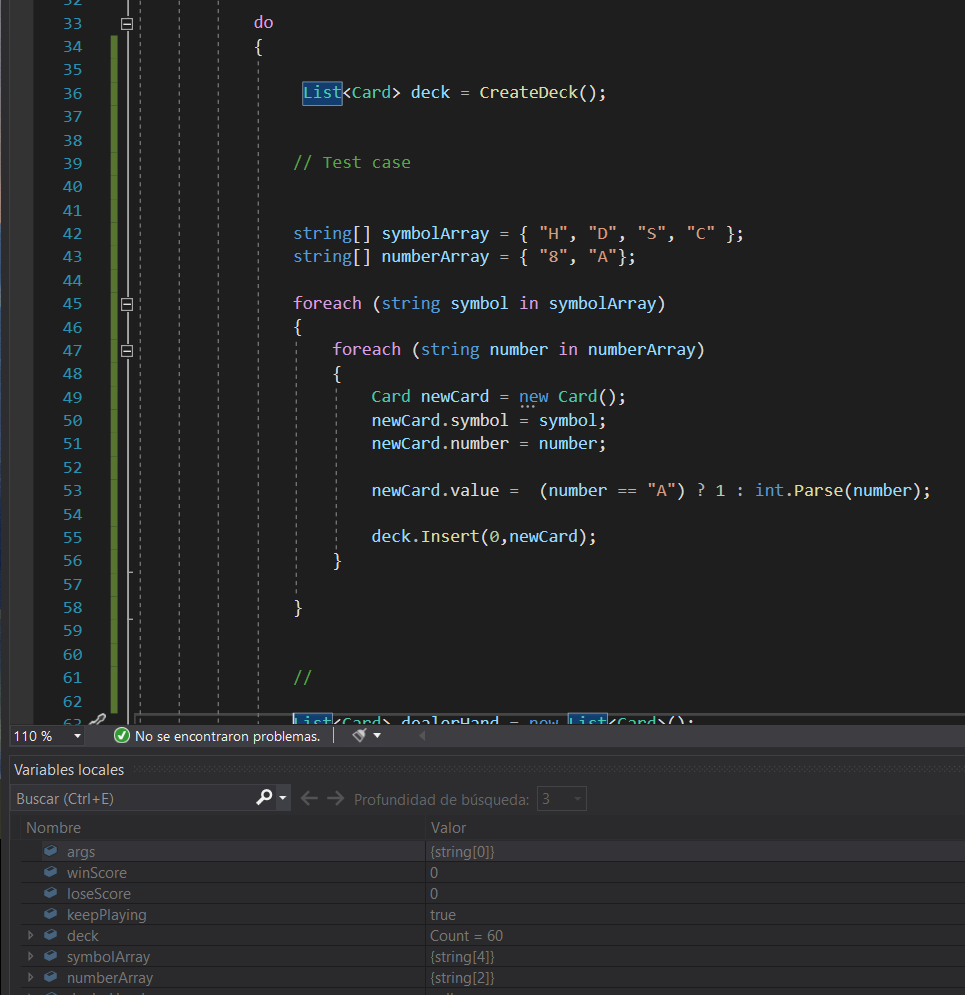 32
33 do
34 {
35
36 List<Card> deck = CreateDeck();
37
38
39 // Test case
40
41
42 string[] symbolArray = { "H", "D", "S", "C" };
43 string[] numberArray = { "8", "A"};
44
45 foreach (string symbol in symbolArray)
46 {
47 foreach (string number in numberArray)
48 {
49 Card newCard = new Card();
50 newCard.symbol = symbol;
51 newCard.number = number;
52
53 newCard.value =  (number == "A") ? 1 : int.Parse(number);
54
55 deck.Insert(0,newCard);
56 }
57
58 }
59
60
61 //
62
63 List<Card> dealerHand = new List<Card>();
110 % No se encontraron problemas.
Variables locales
Buscar (Ctrl+E) Profundidad de búsqueda: 3
Nombre Valor
args {string[0]}
winScore 0
loseScore 0
keepPlaying true
deck Count = 60
symbolArray {string[4]}
numberArray {string[2]}